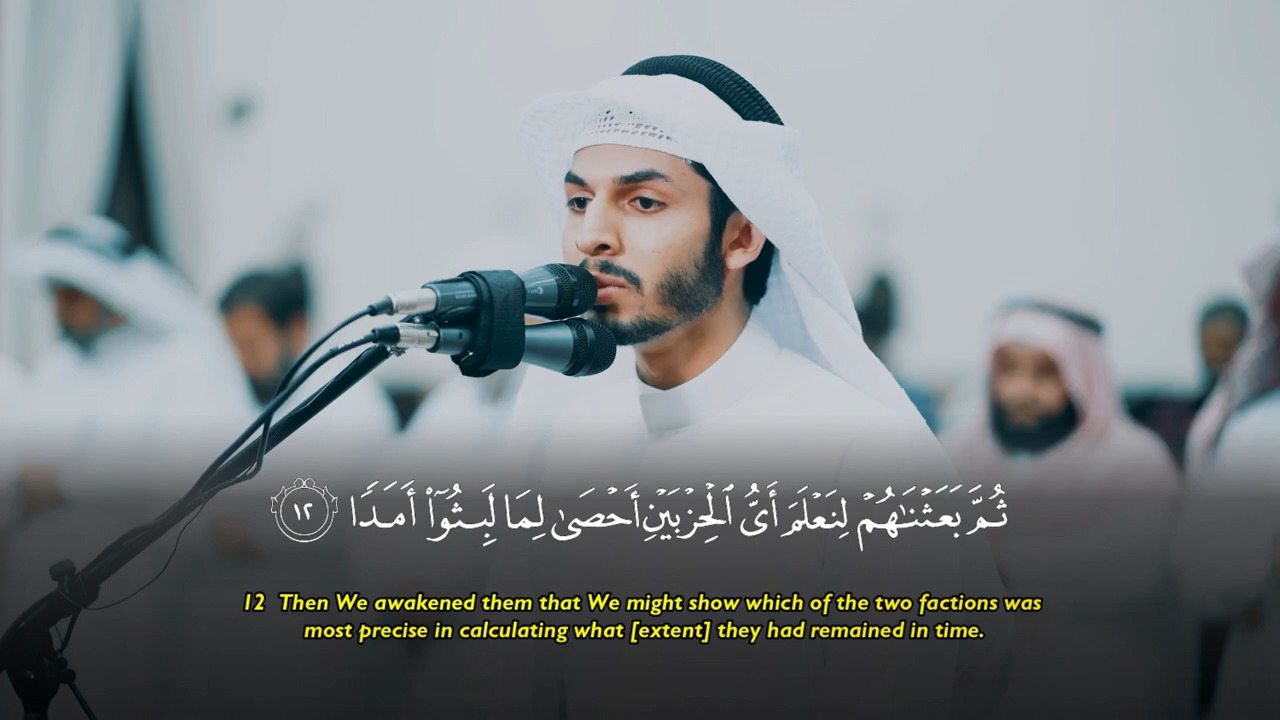 ثُمَّ بَعَثْنَٰهُمْ لِنَعْلَمَ أَىُّ ٱلْحِزْبَيْنِ أَحْصَىٰ لِمَا لَبِثُوٓا۟ أَمَدًا ١٢
12 Then We awakened them that We might show which of the two factions was
most precise in calculating what [extent] they had remained in time.